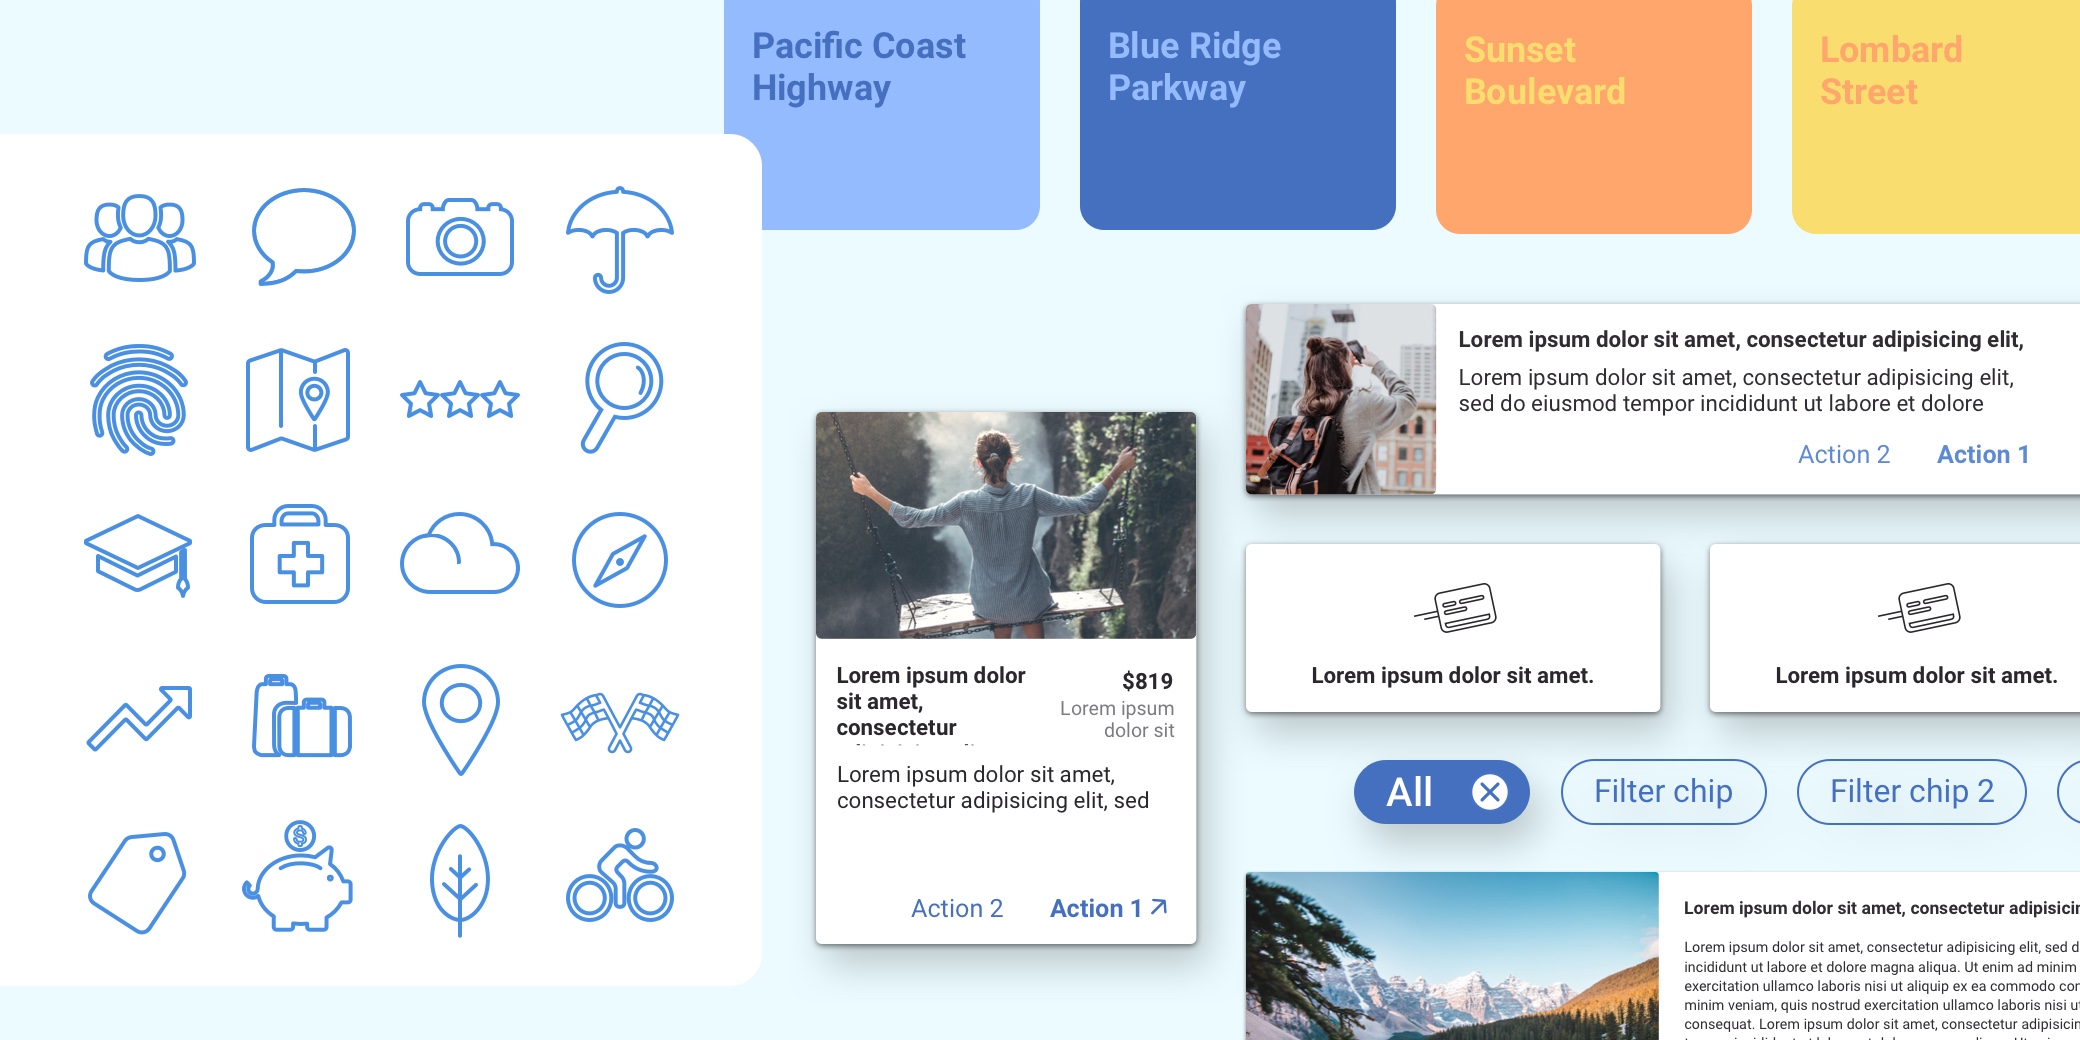 Pacific Coast
Highway
Blue Ridge
Parkway
Sunset
Boulevard
Lombard
Street
Lorem ipsum dolor sit amet, consectetur adipisicing elit,
Lorem ipsum dolor sit amet, consectetur adipisicing elit,
sed do eiusmod tempor incididunt ut labore et dolore
Action 2 Action 1
Lorem ipsum dolor
sit amet,
consectetur
$819
Lorem ipsum
dolor sit
Lorem ipsum dolor sit amet,
consectetur adipisicing elit, sed
Action 2 Action 1
Lorem ipsum dolor sit amet.
Lorem ipsum dolor sit amet.
All
Filter chip
Filter chip 2
Lorem ipsum dolor sit amet, consectetur adipisicin
Lorem ipsum dolor sit amet, consectetur adipisicing elit, sed d
incididunt ut labore et dolore magna aliqua. Ut enim ad minim
exercitation ullamco laboris nisi ut aliquip ex ea commodo con
minim veniam, quis nostrud exercitation ullamco laboris nisi ut
consequat. Lorem ipsum dolor sit amet, consectetur adipisicin